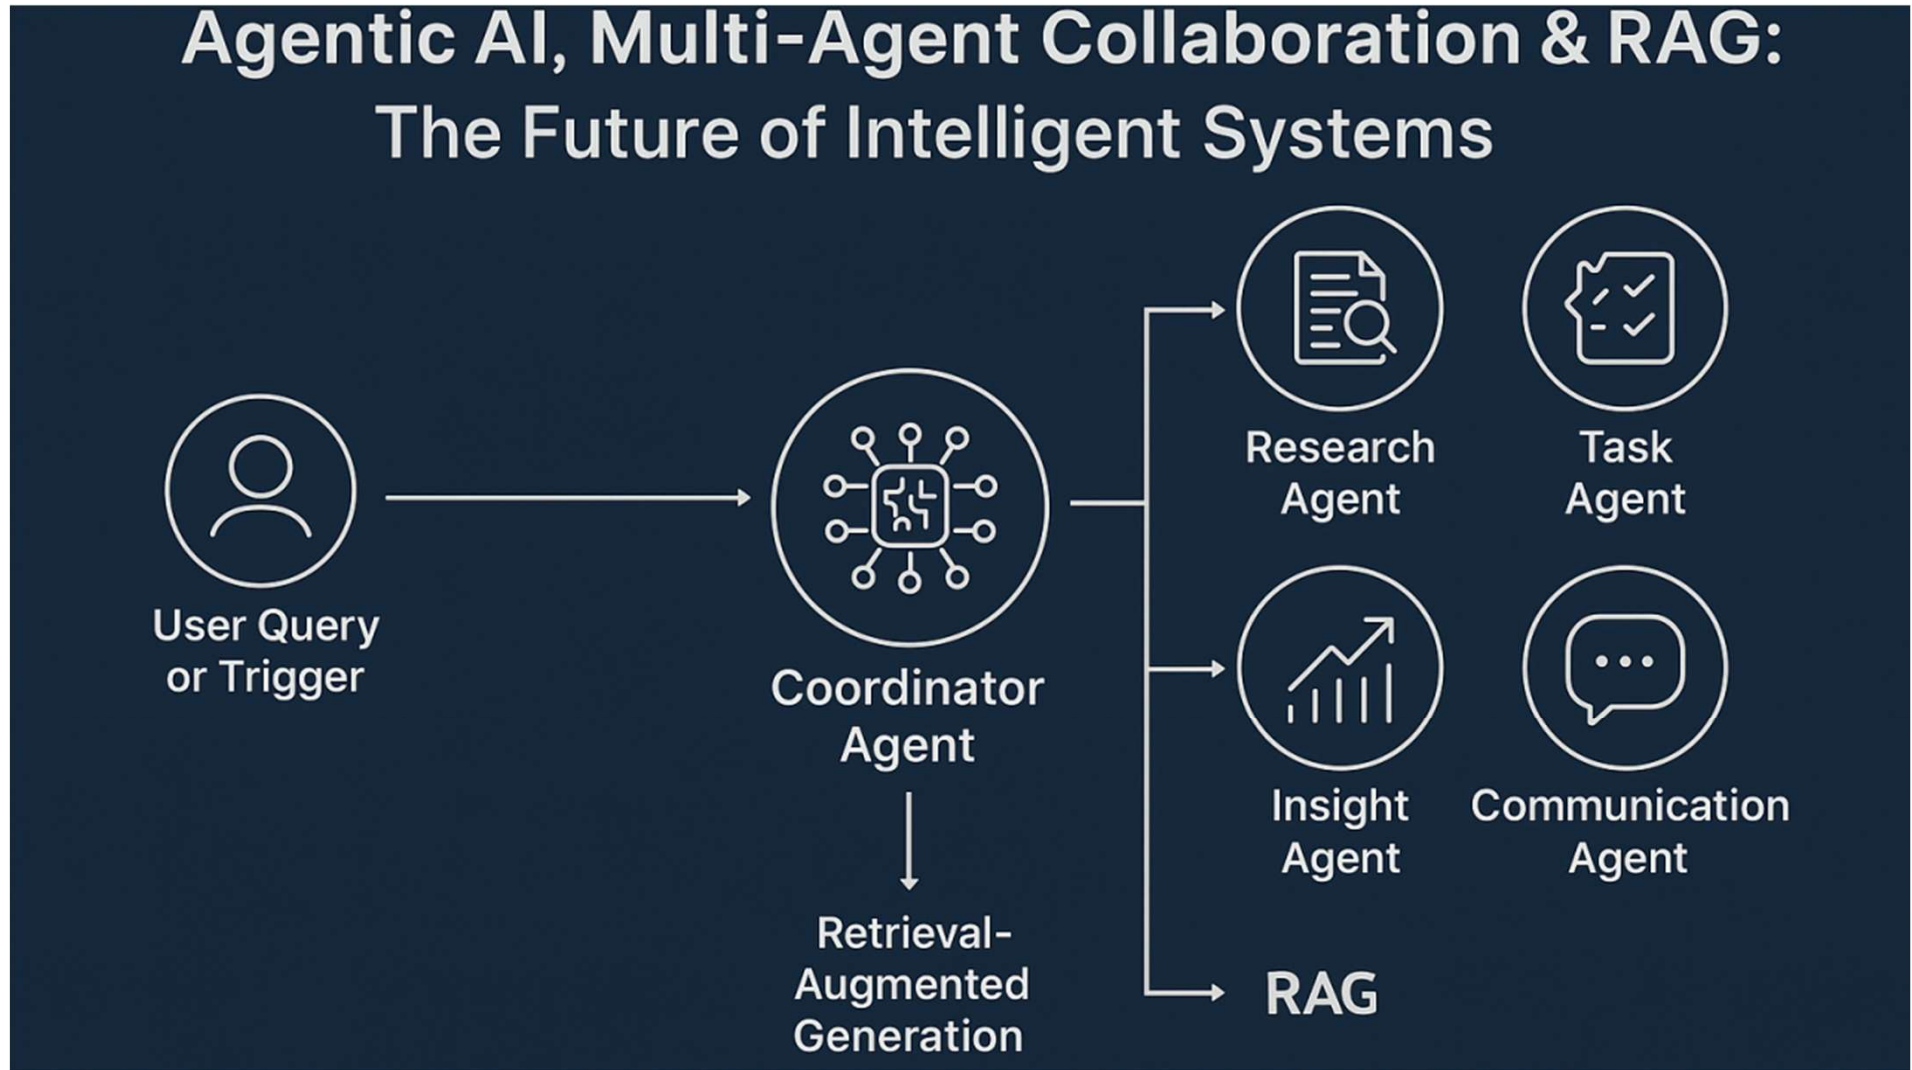 Agentic AI, Multi-Agent Collaboration & RAG:
The Future of Intelligent Systems
User Query
or Trigger
Coordinator
Agent
Retrieval-
Augmented
Generation
Research
Agent
Task
Agent
Insight
Agent
Communication
Agent
RAG